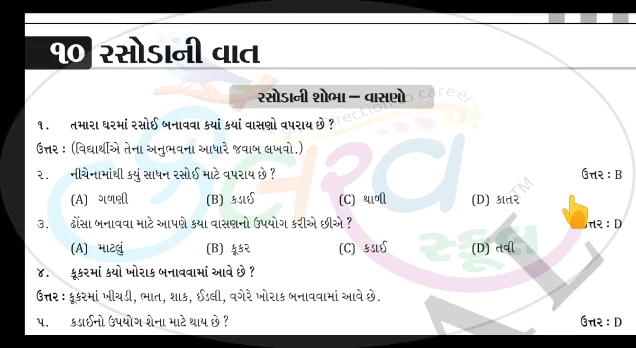 ૧૦ રસોડાની વાત
રસોડાની શોભા – વાસણો
૧. તમારા ઘરમાં રસોઈ બનાવવા કયાં કયાં વાસણો વપરાય છે ?
ઉત્તર : (વિદ્યાર્થીએ તેના અનુભવના આધારે જવાબ લખવો.)
૨. નીચેનામાંથી કયું સાધન રસોઈ માટે વપરાય છે ? ઉત્તર : B
(A) ગળણી (B) કડાઈ (C) થાળી (D) કાતર
૩. ઢોંસા બનાવવા માટે આપણે કયા વાસણનો ઉપયોગ કરીએ છીએ ? ઉત્તર : D
(A) માટલું (B) કૂકર (C) કડાઈ (D) તવી
૪. કૂકરમાં કયો ખોરાક બનાવવામાં આવે છે ?
ઉત્તર : કૂકરમાં ખીચડી, ભાત, શાક, ઈડલી, વગેરે ખોરાક બનાવવામાં આવે છે.
૫. કડાઈનો ઉપયોગ શેના માટે થાય છે ? ઉત્તર : D